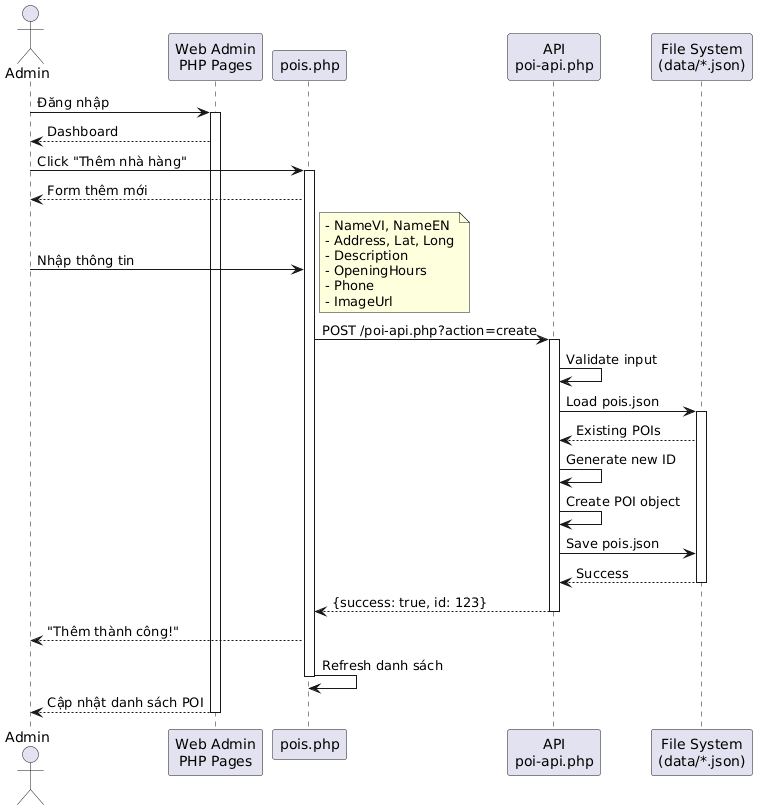 Admin
Web Admin
PHP Pages
pois.php
API
poi-api.php
File System
(data/*.json)
Đăng nhập
Dashboard
Click "Thêm nhà hàng"
Form thêm mới
- NameVI, NameEN
- Address, Lat, Long
- Description
- OpeningHours
- Phone
- ImageUrl
Nhập thông tin
POST /poi-api.php?action=create
Validate input
Load pois.json
Existing POIs
Generate new ID
Create POI object
Save pois.json
Success
{success: true, id: 123}
"Thêm thành công!"
Refresh danh sách
Cập nhật danh sách POI
Admin
Web Admin
PHP Pages
pois.php
API
poi-api.php
File System
(data/*.json)